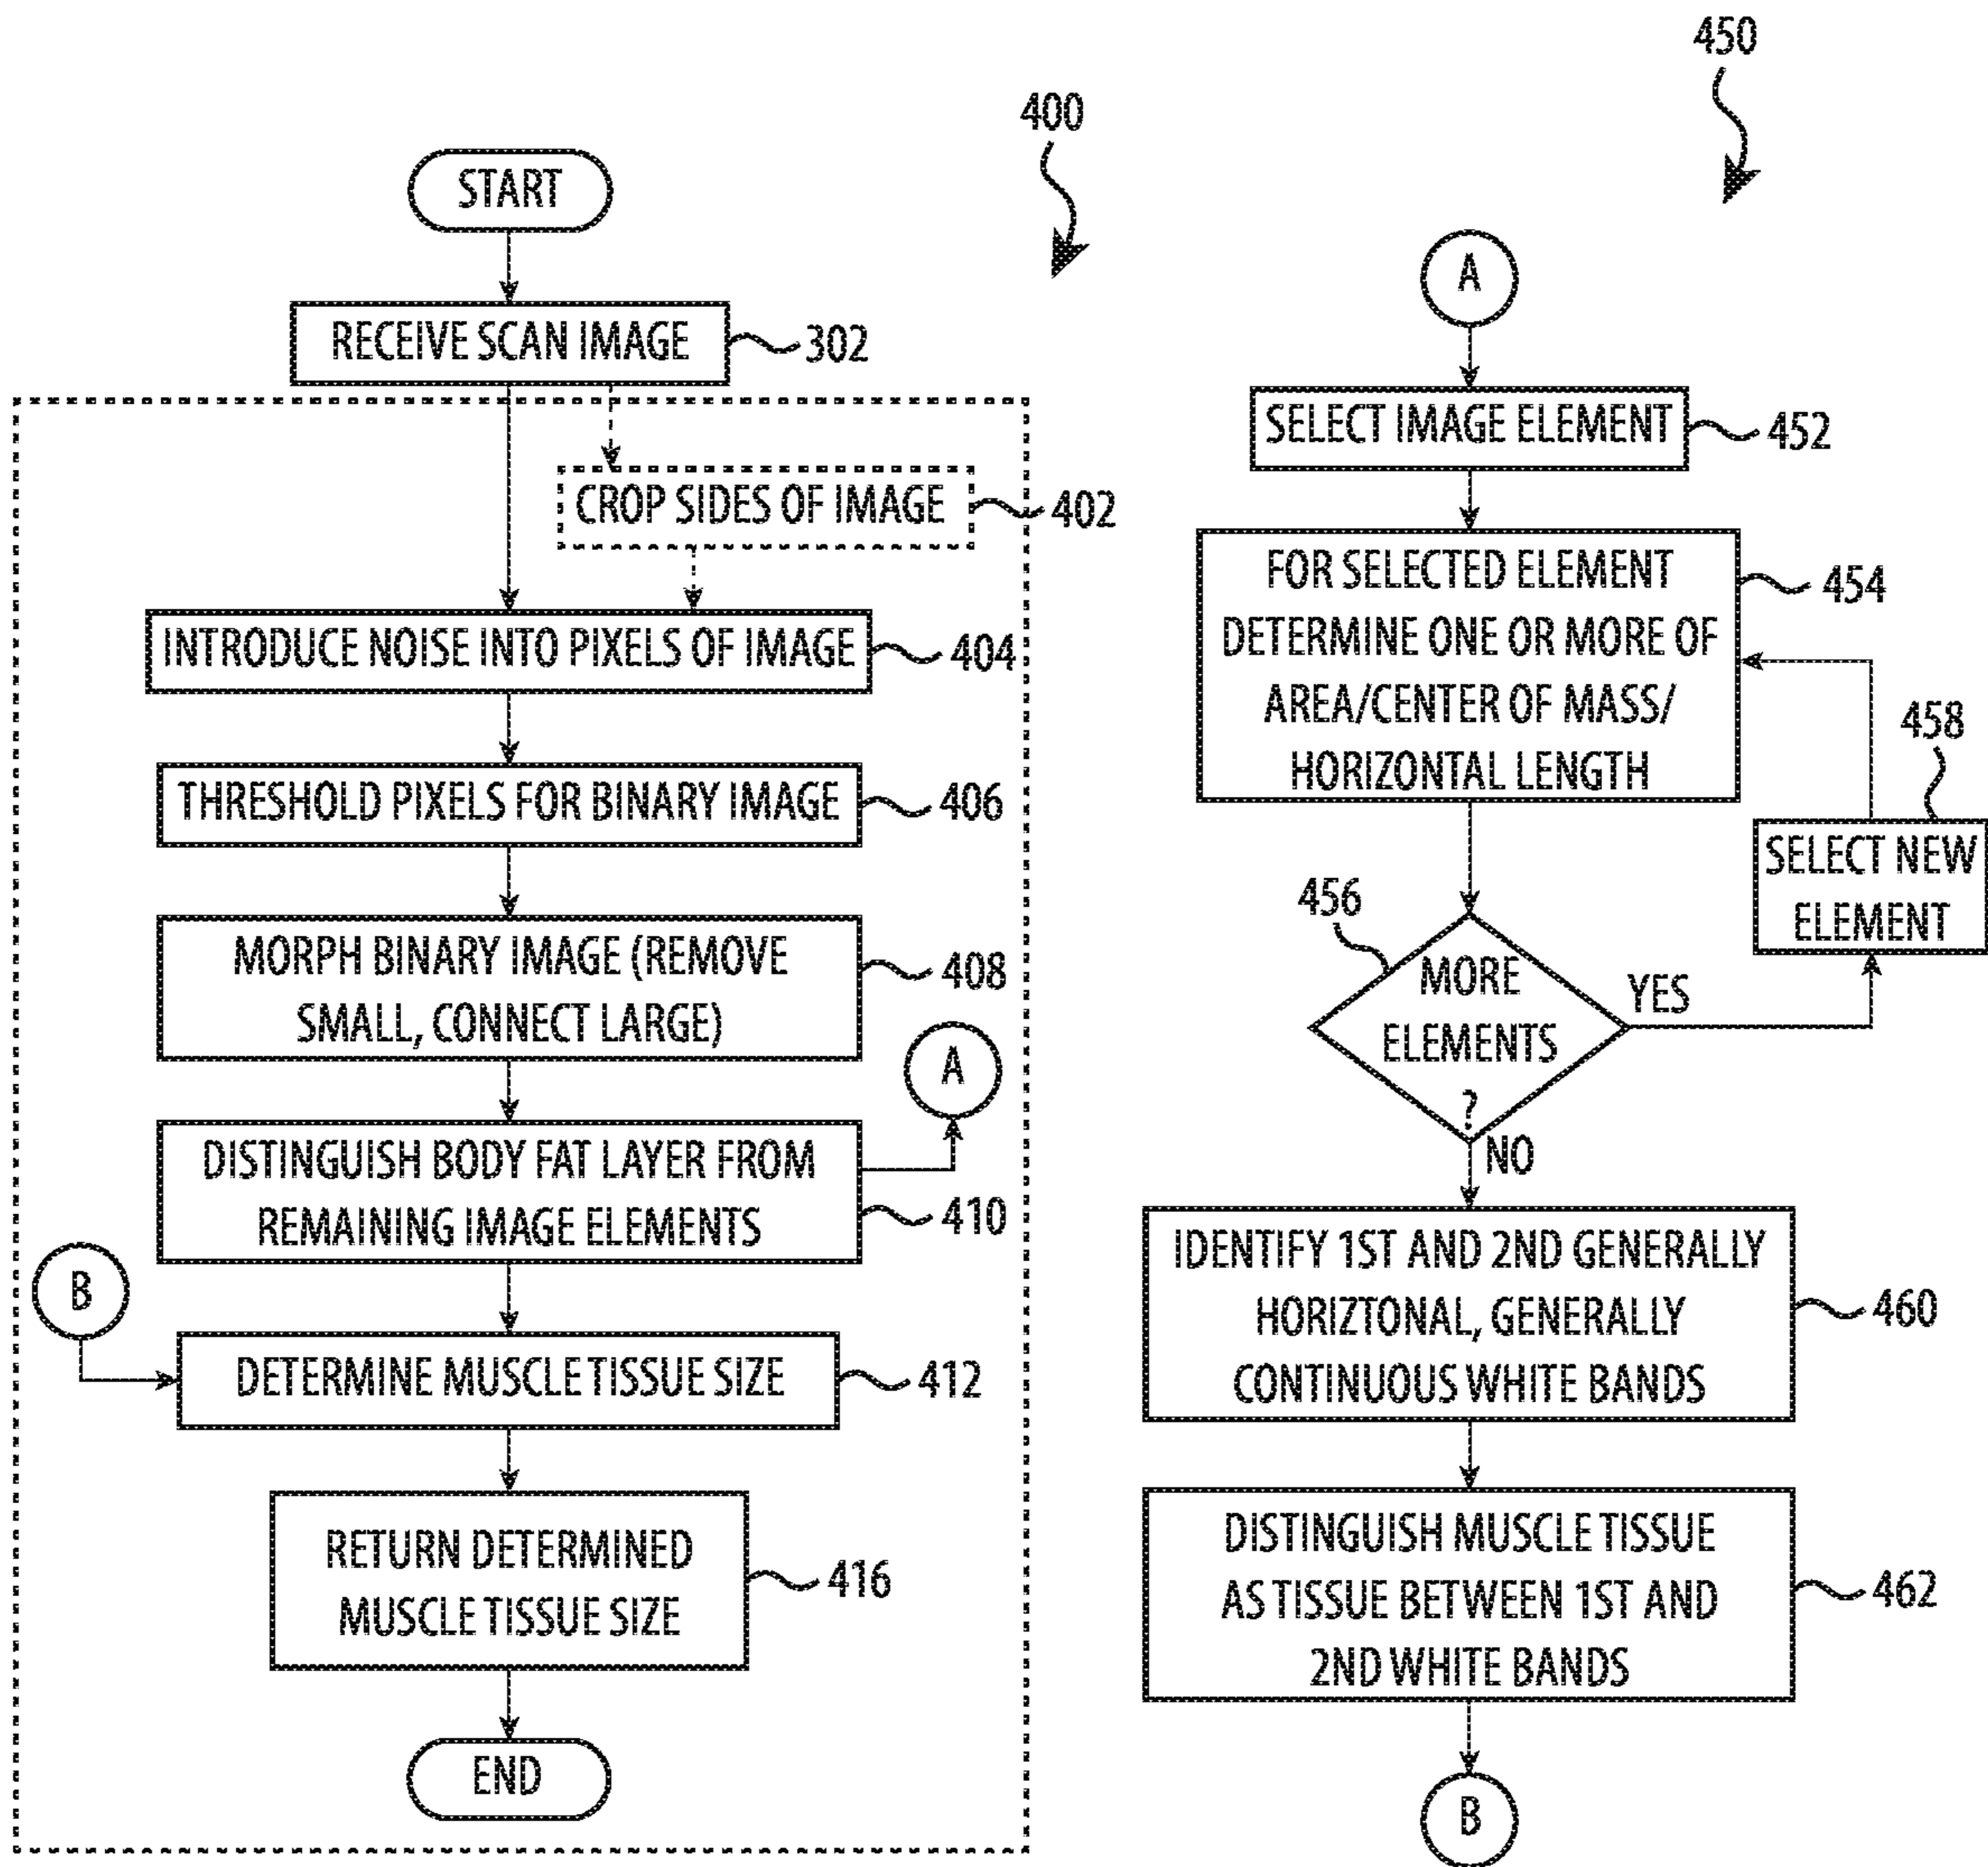 400
START
RECEIVE SCAN IMAGE
302
CROP SIDES OF IMAGE
402
INTRODUCE NOISE INTO PIXELS OF IMAGE
404
THRESHOLD PIXELS FOR BINARY IMAGE
406
MORPH BINARY IMAGE (REMOVE
SMALL, CONNECT LARGE)
408
A
DISTINGUISH BODY FAT LAYER FROM
REMAINING IMAGE ELEMENTS
410
B
DETERMINE MUSCLE TISSUE SIZE
412
RETURN DETERMINED
MUSCLE TISSUE SIZE
416
END
450
A
SELECT IMAGE ELEMENT
452
FOR SELECTED ELEMENT
DETERMINE ONE OR MORE OF
AREA/CENTER OF MASS/
HORIZONTAL LENGTH
454
458
SELECT NEW
ELEMENT
456
MORE
ELEMENTS
?
YES
NO
IDENTIFY 1ST AND 2ND GENERALLY
HORIZTONAL, GENERALLY
CONTINUOUS WHITE BANDS
460
DISTINGUISH MUSCLE TISSUE
AS TISSUE BETWEEN 1ST AND
2ND WHITE BANDS
462
B